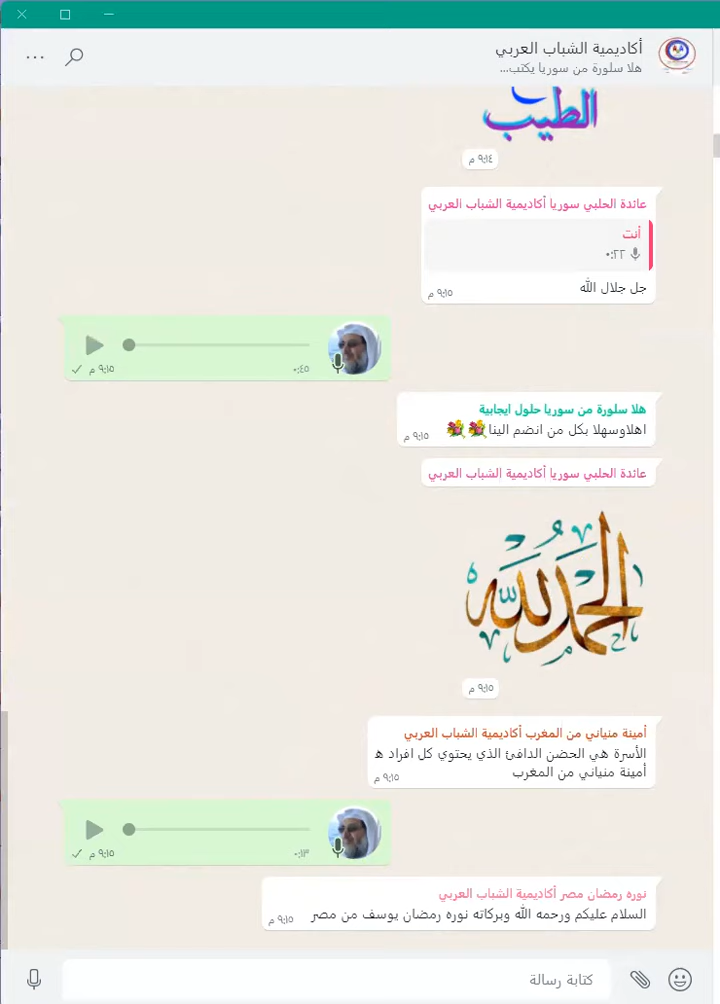 أكاديمية الشباب العربي
هلا سلورة من سوريا يكتب...
الطيب
٩:١٤ م
عائدة الحلبي سوريا أكاديمية الشباب العربي
أنت
٠:٢٢
جل جلال الله
٩:١٥ م
٠:٤٥
٩:١٥ م
هلا سلورة من سوريا حلول ايجابية
اهلاوسهلا بكل من انضم الينا💐💐
٩:١٥ م
عائدة الحلبي سوريا أكاديمية الشباب العربي
الحمد لله
٩:١٥ م
أمينة منياني من المغرب أكاديمية الشباب العربي
الأسرة هي الحضن الدافئ الذي يحتوي كل افراد ه
أمينة منياني من المغرب
٩:١٥ م
٠:١٣
٩:١٥ م
نوره رمضان مصر أكاديمية الشباب العربي
السلام عليكم ورحمه الله وبركاته نوره رمضان يوسف من مصر
٩:١٥ م
كتابة رسالة